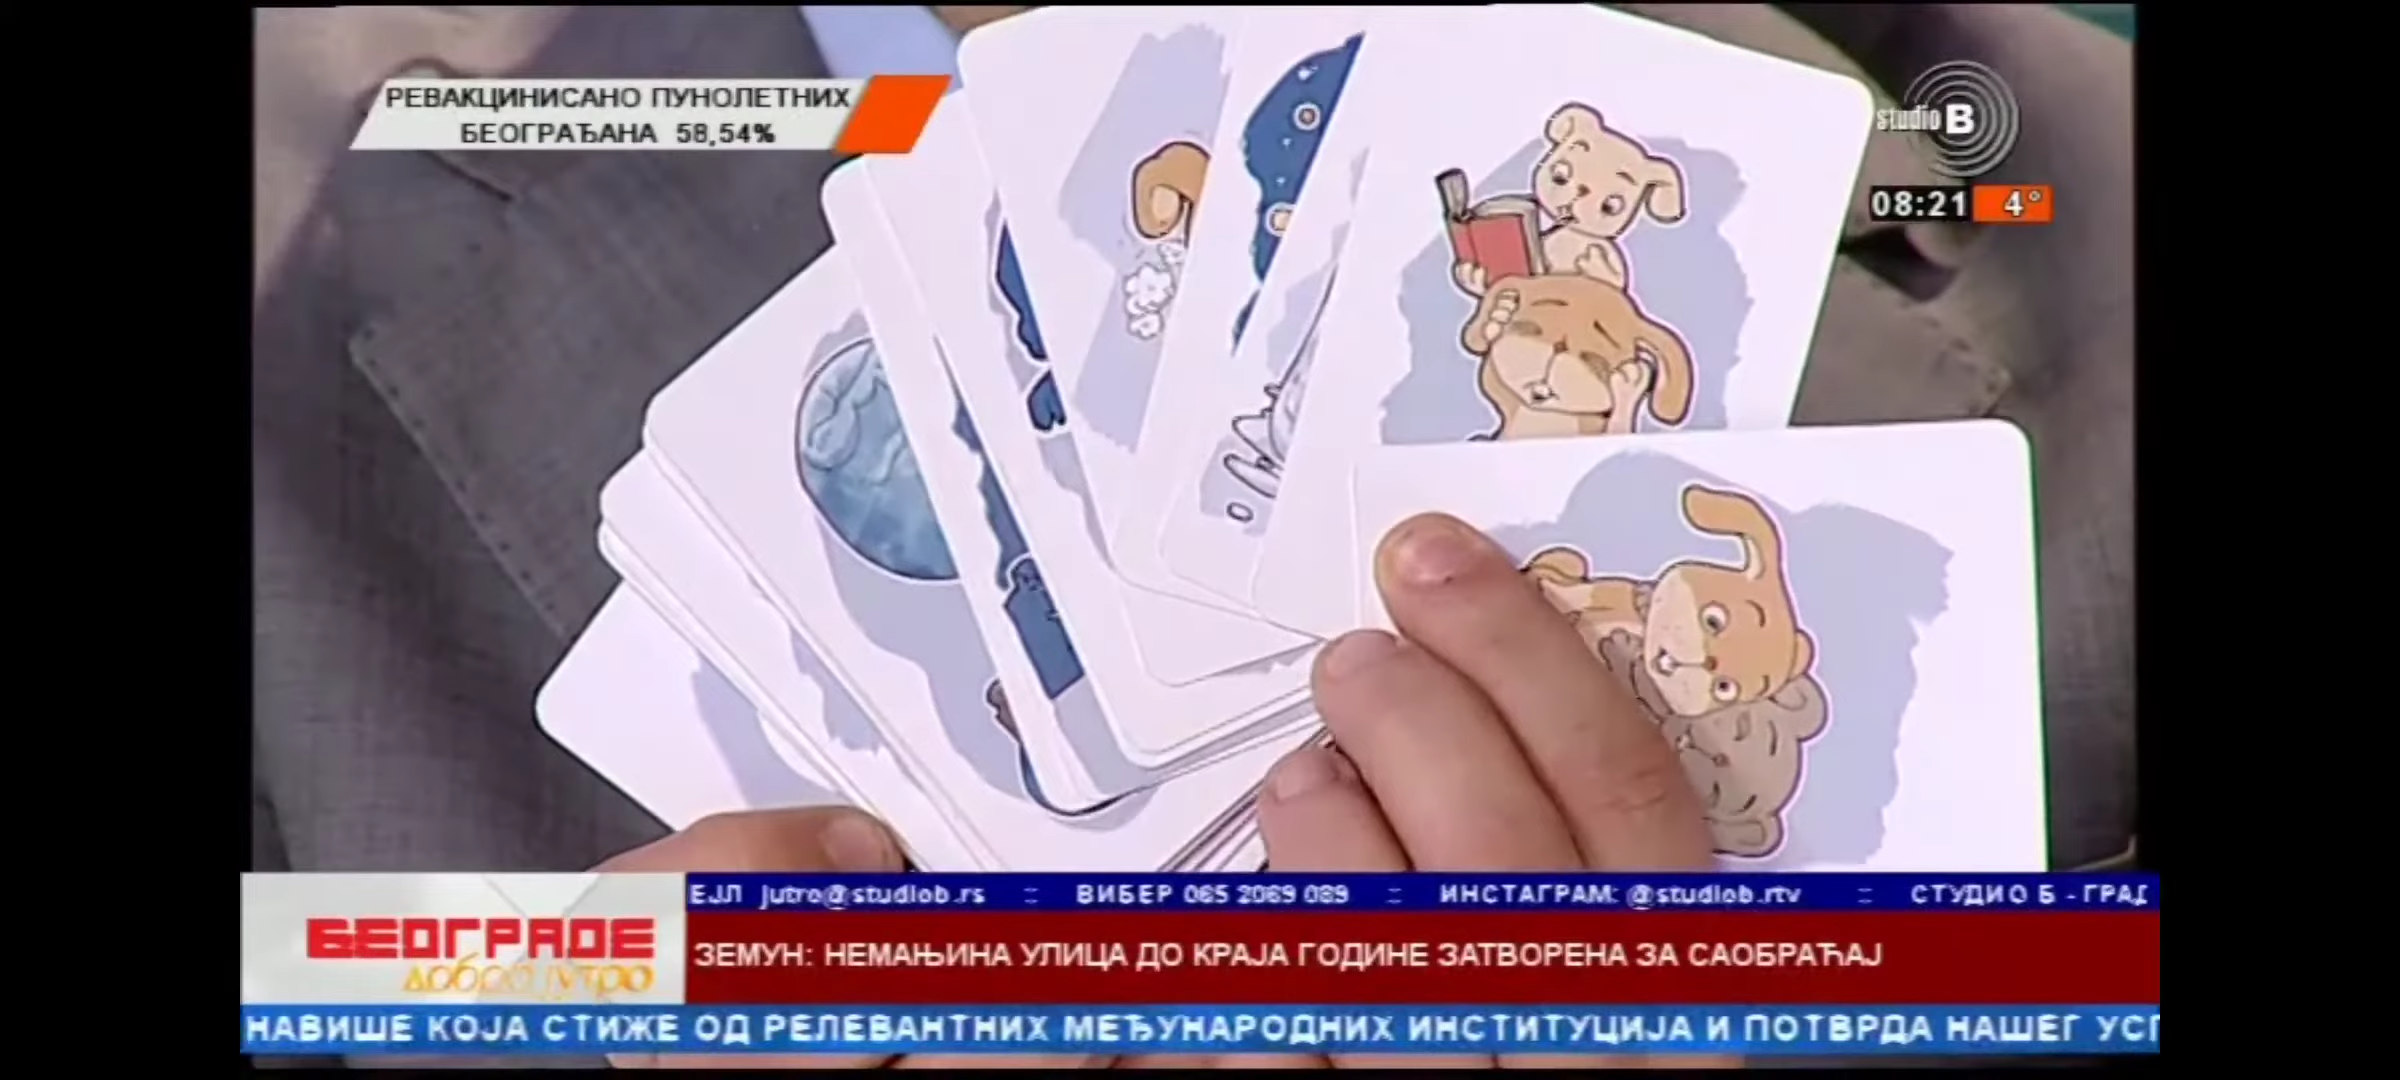 РЕВАКЦИНИСАНО ПУНОЛЕТНИХ
БЕОГРАЂАНА 58,54%
studio B
08:21 4°
ЕЈЛ jutro@studiob.rs :: ВИБЕР 065 2069 089 :: ИНСТАГРАМ: @studiob.rtv :: СТУДИО Б - ГРАД
БЕОГРАДЕ
добро јутро
ЗЕМУН: НЕМАЊИНА УЛИЦА ДО КРАЈА ГОДИНЕ ЗАТВОРЕНА ЗА САОБРАЋАЈ
НАВИШЕ КОЈА СТИЖЕ ОД РЕЛЕВАНТНИХ МЕЂУНАРОДНИХ ИНСТИТУЦИЈА И ПОТВРДА НАШЕГ УСП